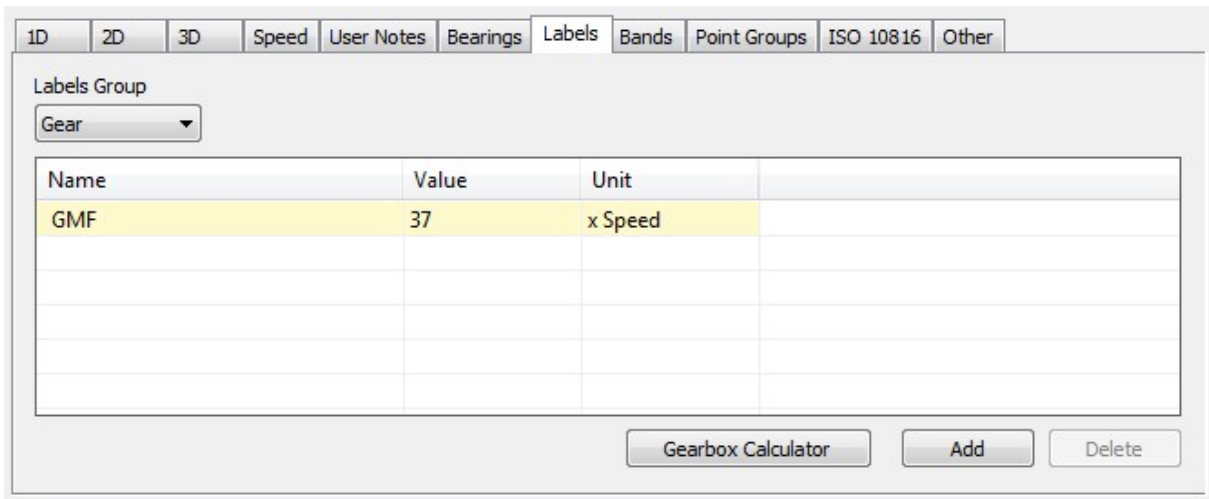 1D 2D 3D Speed User Notes Bearings Labels Bands Point Groups ISO 10816 Other
Labels Group
Gear
Name Value Unit
GMF 37 x Speed
Gearbox Calculator Add Delete